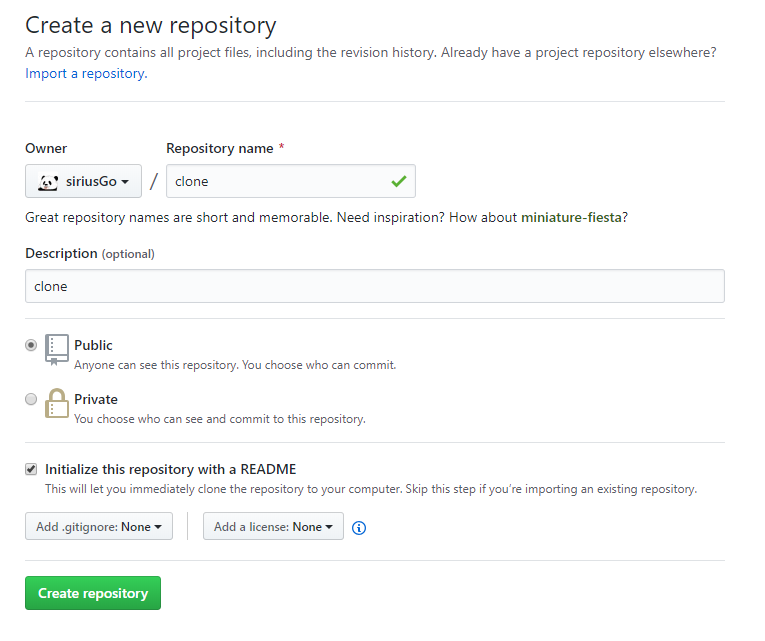 Create a new repository
A repository contains all project files, including the revision history. Already have a project repository elsewhere?
Import a repository.
Owner
Repository name *
siriusGo / clone
Great repository names are short and memorable. Need inspiration? How about miniature-fiesta?
Description (optional)
clone
Public
Anyone can see this repository. You choose who can commit.
Private
You choose who can see and commit to this repository.
Initialize this repository with a README
This will let you immediately clone the repository to your computer. Skip this step if you’re importing an existing repository.
Add .gitignore: None
Add a license: None
Create repository